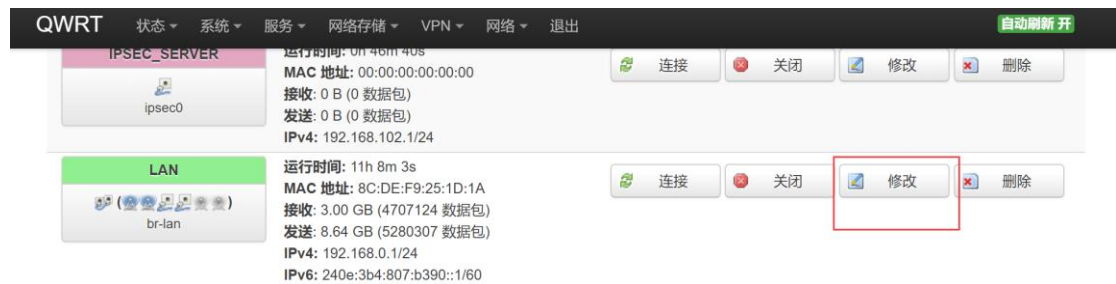 QWRT 状态 系统 服务 网络存储 VPN 网络 退出 自动刷新 开
IPSEC_SERVER
ipsec0
运行时间: 0h 46m 40s
MAC 地址: 00:00:00:00:00:00
接收: 0 B (0 数据包)
发送: 0 B (0 数据包)
IPv4: 192.168.102.1/24
连接 关闭 修改 删除
LAN
( )
br-lan
运行时间: 11h 8m 3s
MAC 地址: 8C:DE:F9:25:1D:1A
接收: 3.00 GB (4707124 数据包)
发送: 8.64 GB (5280307 数据包)
IPv4: 192.168.0.1/24
IPv6: 240e:3b4:807:b390::1/60
连接 关闭 修改 删除